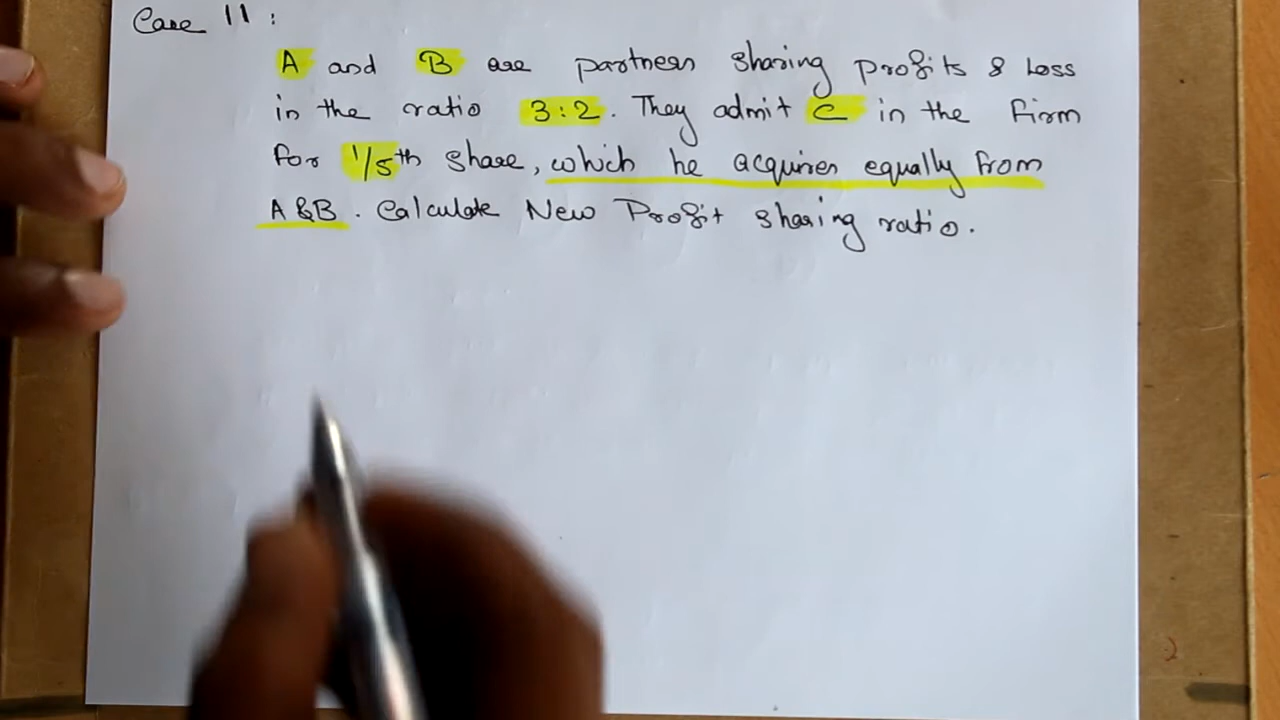 Case 11 :
A and B are partners sharing profits & Loss
in the ratio 3:2. They admit C in the firm
for 1/5th share, which he acquires equally from
A & B. Calculate New Profit sharing ratio.